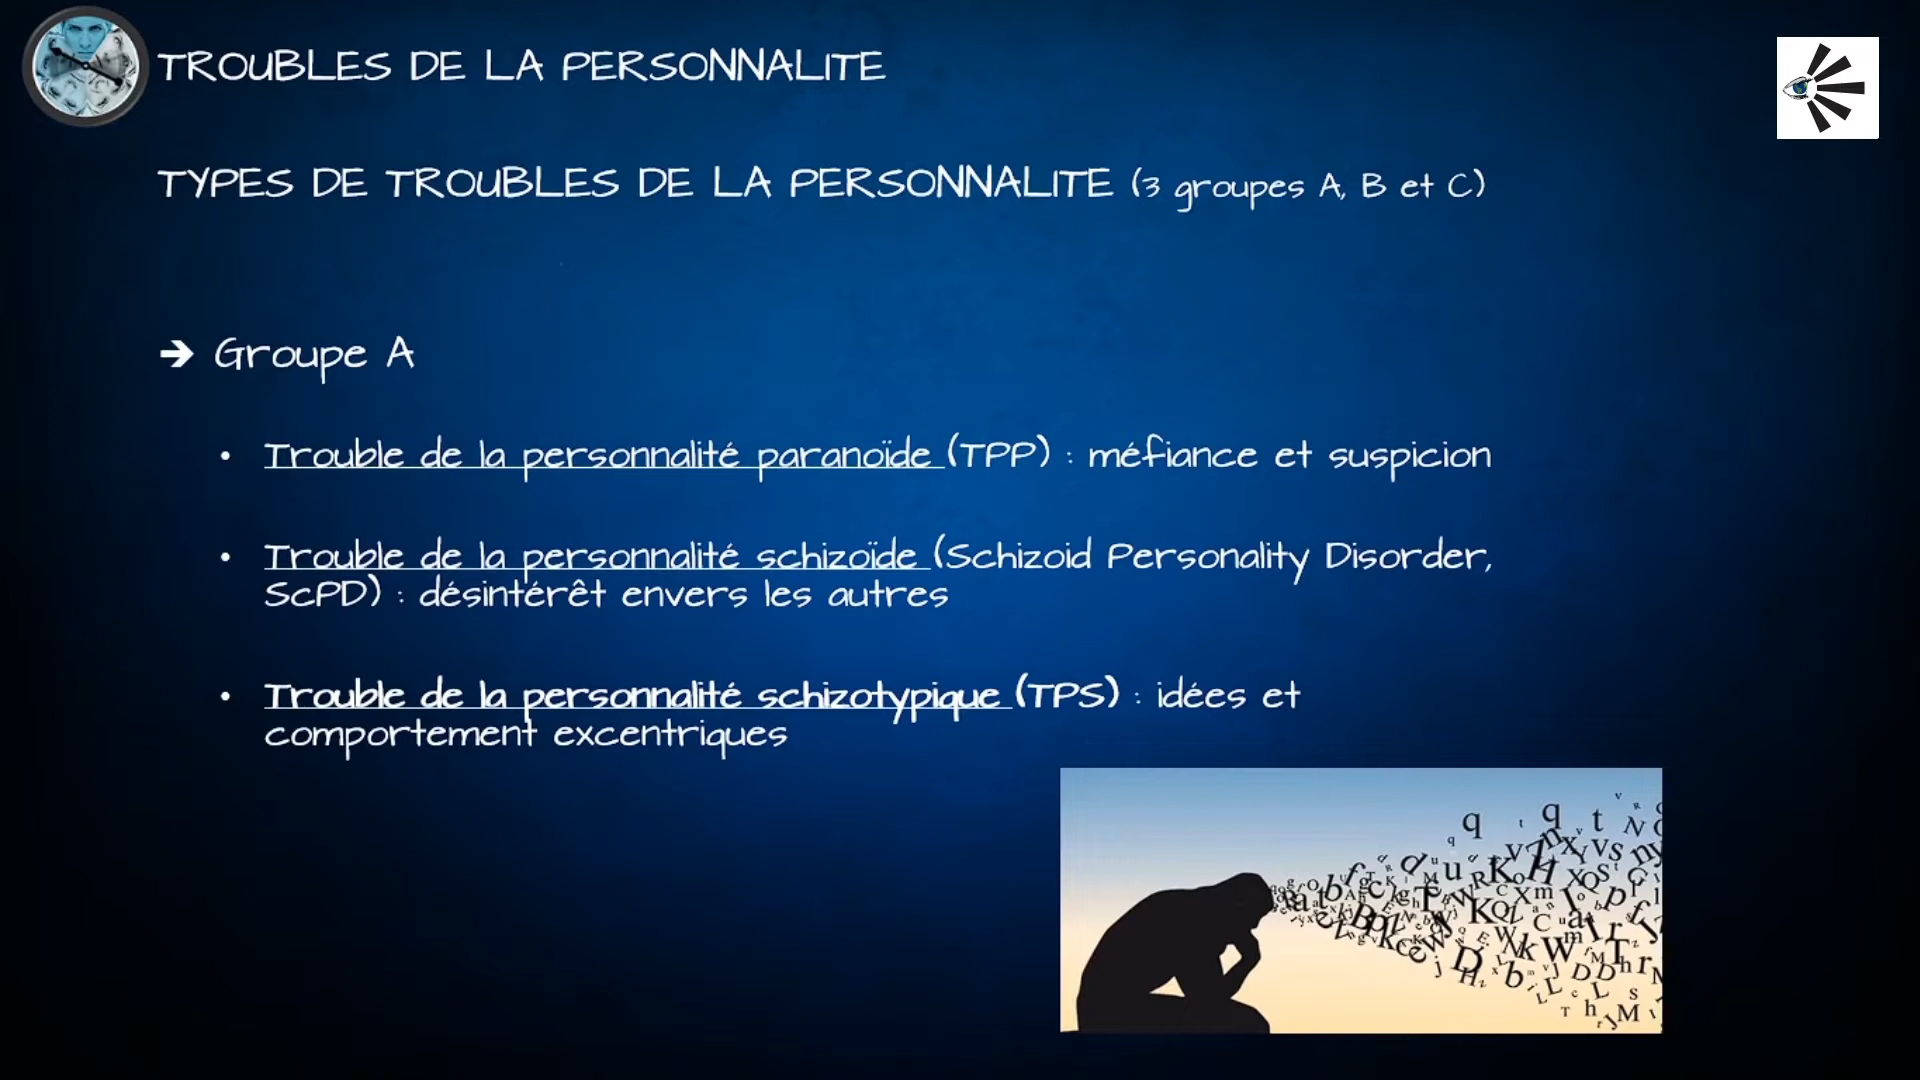 TROUBLES DE LA PERSONNALITE
TYPES DE TROUBLES DE LA PERSONNALITE (3 groupes A, B et C)
➔ Groupe A
• Trouble de la personnalité paranoïde (TPP) : méfiance et suspicion
• Trouble de la personnalité schizoïde (Schizoid Personality Disorder,
ScPD) : désintérêt envers les autres
• Trouble de la personnalité schizotypique (TPS) : idées et
comportement excentriques